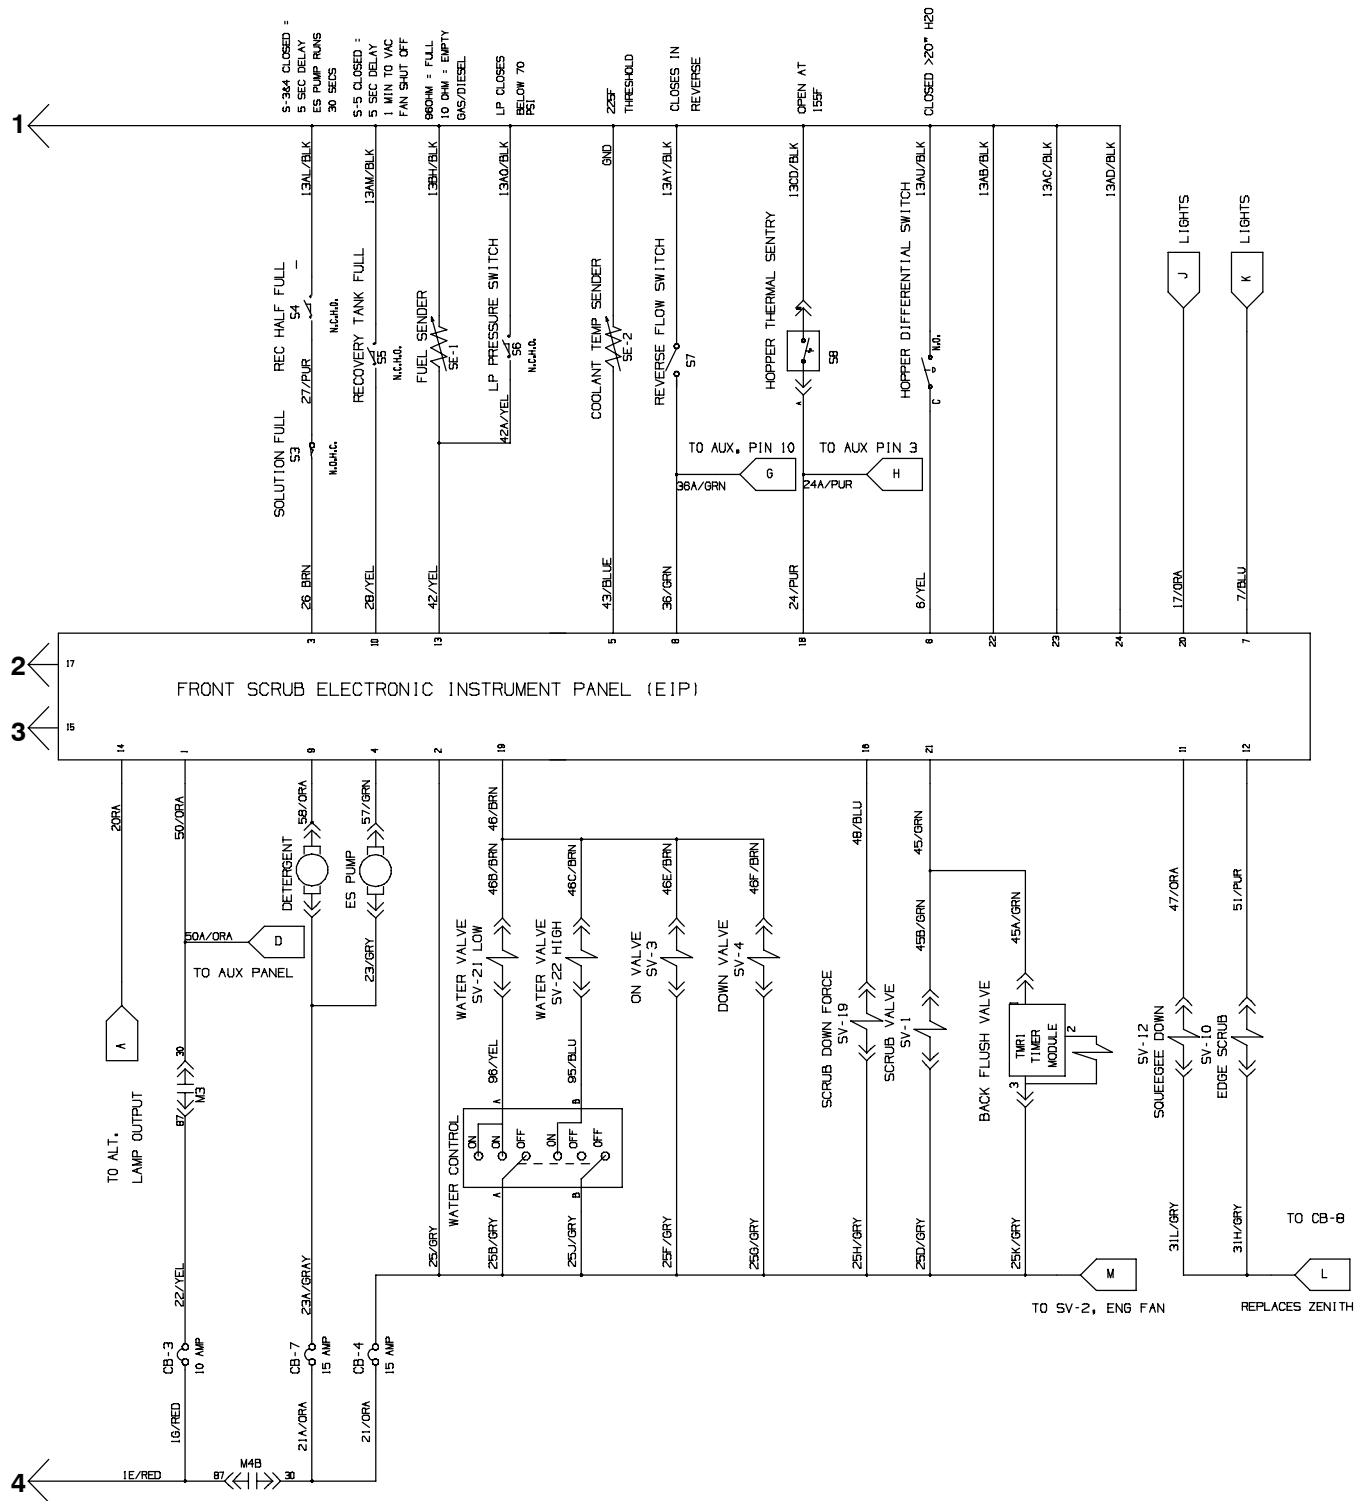 S-3&4 CLOSED =
5 SEC DELAY
ES PUMP RUNS
30 SECS
S-5 CLOSED =
5 SEC DELAY
1 MIN TO VAC
FAN SHUT OFF
960HM = FULL
10 OHM = EMPTY
GAS/DIESEL
LP CLOSES
BELOW 70
PSI
225F
THRESHOLD
CLOSES IN
REVERSE
OPEN AT
155F
CLOSED >20" H20
1
13AL/BLK
13AM/BLK
13BH/BLK
13AQ/BLK
GND
13AY/BLK
13CD/BLK
13AU/BLK
13AB/BLK
13AC/BLK
13AD/BLK
LIGHTS
LIGHTS
J
K
REC HALF FULL
S4
N.C.H.O.
27/PUR
SOLUTION FULL
S3
N.O.H.C.
RECOVERY TANK FULL
S5
N.C.H.O.
FUEL SENDER
SE-1
LP PRESSURE SWITCH
S6
N.C.H.O.
42A/YEL
COOLANT TEMP SENDER
SE-2
REVERSE FLOW SWITCH
S7
HOPPER THERMAL SENTRY
S8
A
HOPPER DIFFERENTIAL SWITCH
N.O.
D
C
TO AUX. PIN 10
G
36A/GRN
TO AUX PIN 3
H
24A/PUR
26 BRN
28/YEL
42/YEL
43/BLUE
36/GRN
24/PUR
6/YEL
17/ORA
7/BLU
3
10
13
5
8
18
6
22
23
24
20
7
2
17
FRONT SCRUB ELECTRONIC INSTRUMENT PANEL (EIP)
3
15
14
1
9
4
2
19
16
21
11
12
20RA
50/ORA
58/ORA
57/GRN
46/BRN
48/BLU
45/GRN
47/ORA
51/PUR
DETERGENT
ES PUMP
46B/BRN
46C/BRN
46E/BRN
46F/BRN
45B/GRN
45A/GRN
50A/ORA
D
TO AUX PANEL
23/GRY
WATER VALVE
SV-21 LOW
WATER VALVE
SV-22 HIGH
ON VALVE
SV-3
DOWN VALVE
SV-4
SCRUB DOWN FORCE
SV-19
SCRUB VALVE
SV-1
BACK FLUSH VALVE
1
TMR1
TIMER
MODULE
2
3
SV-12
SQUEEGEE DOWN
SV-10
EDGE SCRUB
A
TO ALT.
LAMP OUTPUT
30
M3
87
96/YEL
95/BLU
A
B
WATER CONTROL
ON
ON
OFF
ON
OFF
OFF
A
B
22/YEL
23A/GRAY
25/GRY
25B/GRY
25J/GRY
25F/GRY
25G/GRY
25H/GRY
25D/GRY
25K/GRY
31L/GRY
31H/GRY
TO CB-8
M
L
TO SV-2, ENG FAN
REPLACES ZENITH
CB-3
10 AMP
CB-7
15 AMP
CB-4
15 AMP
1G/RED
21A/ORA
21/ORA
4
1E/RED
87
M4B
30